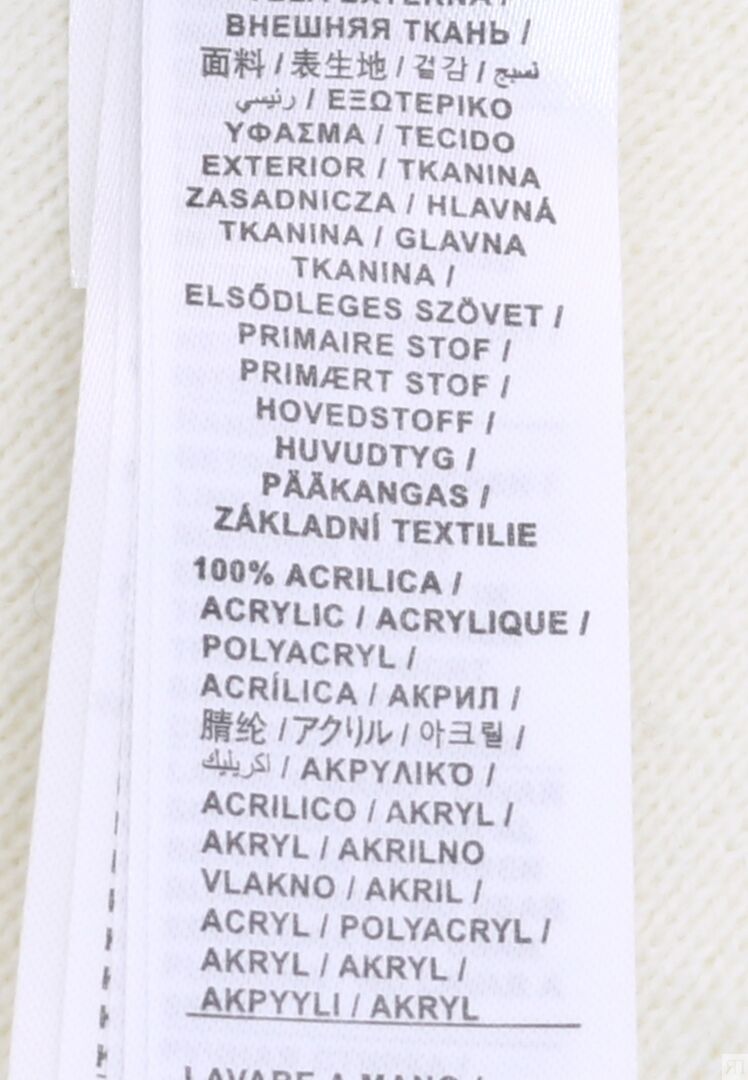 ВНЕШНЯЯ ТКАНЬ /
面料 / 表生地 / 겉감 / نسيج
رئيسي / ΕΞΩΤΕΡΙΚΟ
ΥΦΑΣΜΑ / TECIDO
EXTERIOR / TKANINA
ZASADNICZA / HLAVNÁ
TKANINA / GLAVNA
TKANINA /
ELSŐDLEGES SZÖVET /
PRIMAIRE STOF /
PRIMÆRT STOF /
HOVEDSTOFF /
HUVUDTYG /
PÄÄKANGAS /
ZÁKLADNÍ TEXTILIE
100% ACRILICA /
ACRYLIC / ACRYLIQUE /
POLYACRYL /
ACRÍLICA / АКРИЛ /
腈纶 / アクリル / 아크릴 /
اكريليك / ΑΚΡΥΛΙΚΌ /
ACRILICO / AKRYL /
AKRYL / AKRILNO
VLAKNO / AKRIL /
ACRYL / POLYACRYL /
AKRYL / AKRYL /
AKPYYLI / AKRYL
LAVARE A MANO /